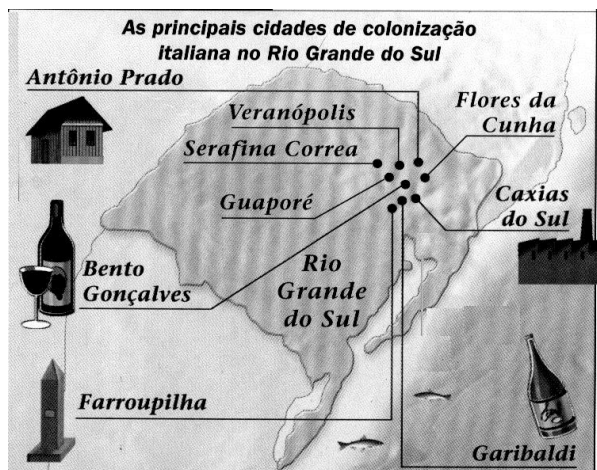 As principais cidades de colonização
italiana no Rio Grande do Sul
Antônio Prado
Veranópolis
Flores da
Cunha
Serafina Correa
Guaporé
Caxias
do Sul
Bento
Gonçalves
Rio
Grande
do Sul
Farroupilha
Garibaldi